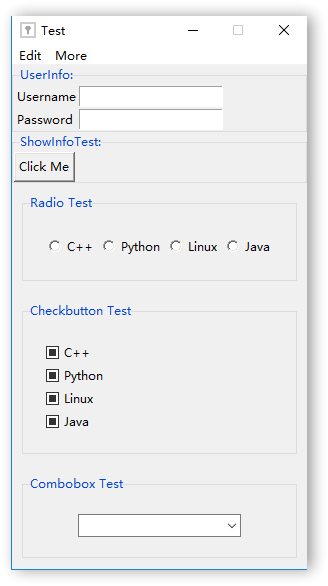 Test
Edit More
UserInfo:
Username
Password
ShowInfoTest:
Click Me
Radio Test
C++ Python Linux Java
Checkbutton Test
C++
Python
Linux
Java
Combobox Test